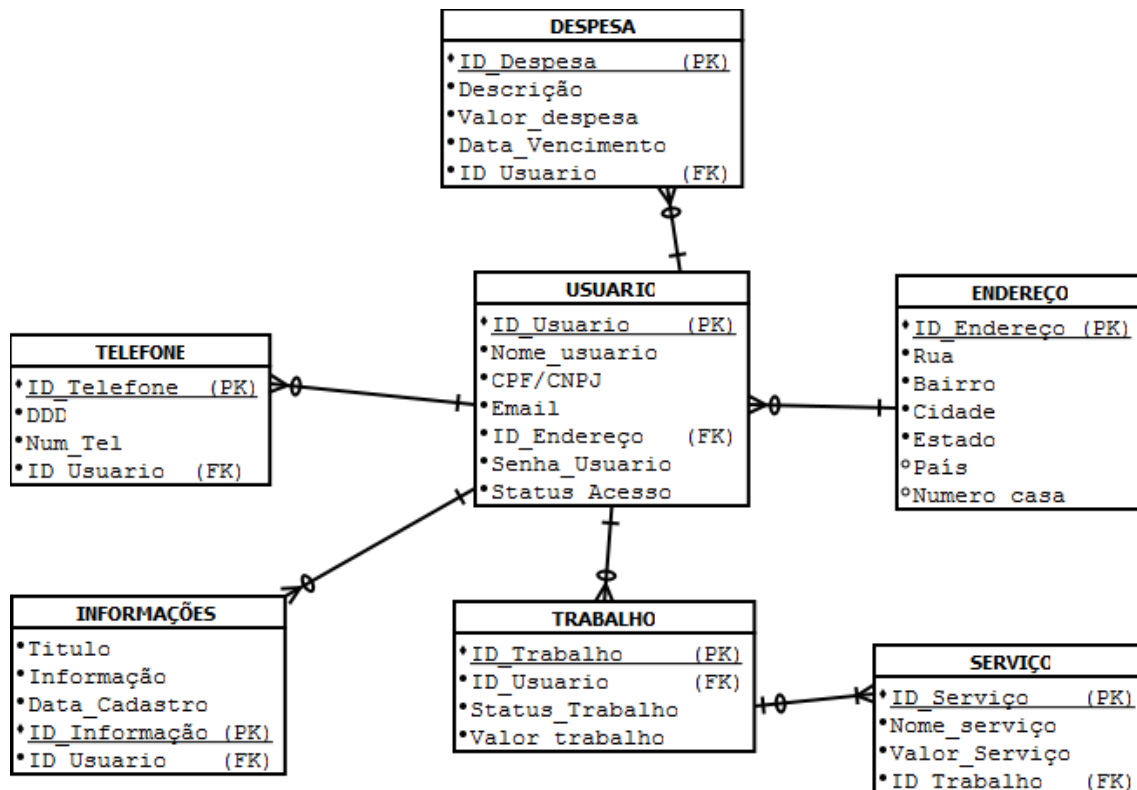 DESPESA
ID_Despesa (PK)
Descrição
Valor_despesa
Data_Vencimento
ID_Usuario (FK)
USUARIO
ID_Usuario (PK)
Nome_usuario
CPF/CNPJ
Email
ID_Endereço (FK)
Senha_Usuario
Status_Acesso
ENDEREÇO
ID_Endereço (PK)
Rua
Bairro
Cidade
Estado
País
Numero_casa
TELEFONE
ID_Telefone (PK)
DDD
Num_Tel
ID_Usuario (FK)
INFORMAÇÕES
Titulo
Informação
Data_Cadastro
ID_Informação (PK)
ID_Usuario (FK)
TRABALHO
ID_Trabalho (PK)
ID_Usuario (FK)
Status_Trabalho
Valor_trabalho
SERVIÇO
ID_Serviço (PK)
Nome_serviço
Valor_Serviço
ID_Trabalho (FK)